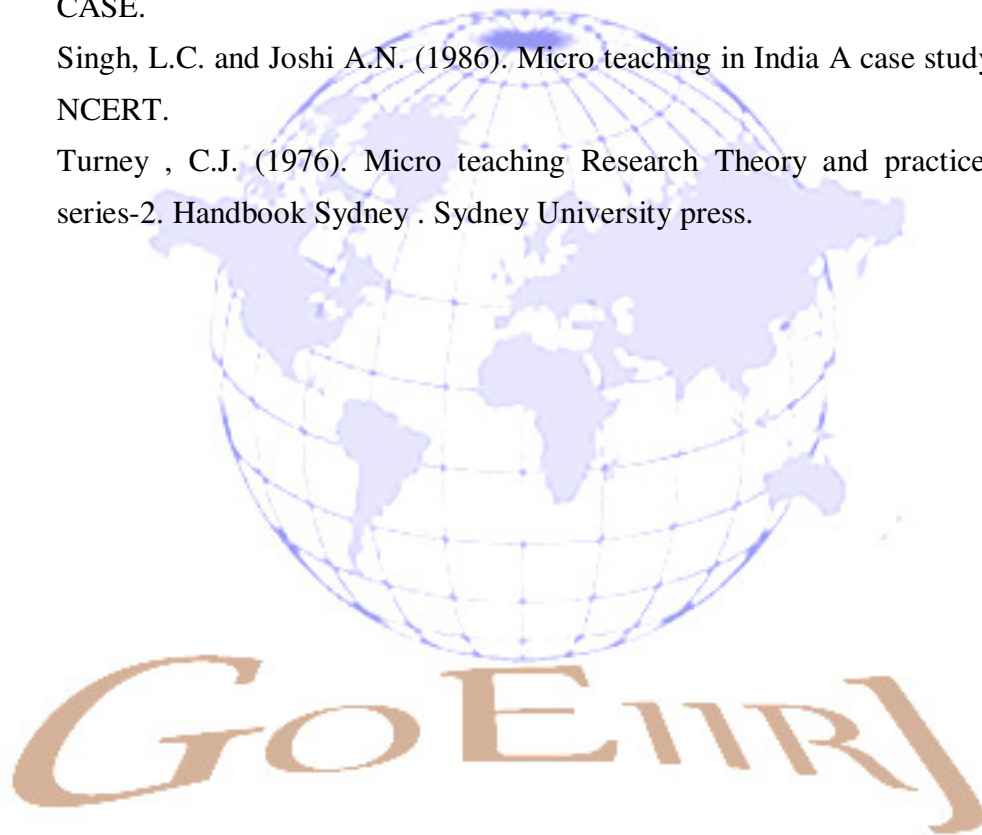 CASE.
Singh, L.C. and Joshi A.N. (1986). Micro teaching in India A case study
NCERT.
Turney , C.J. (1976). Micro teaching Research Theory and practice
series-2. Handbook Sydney . Sydney University press.
GOEIIRJ